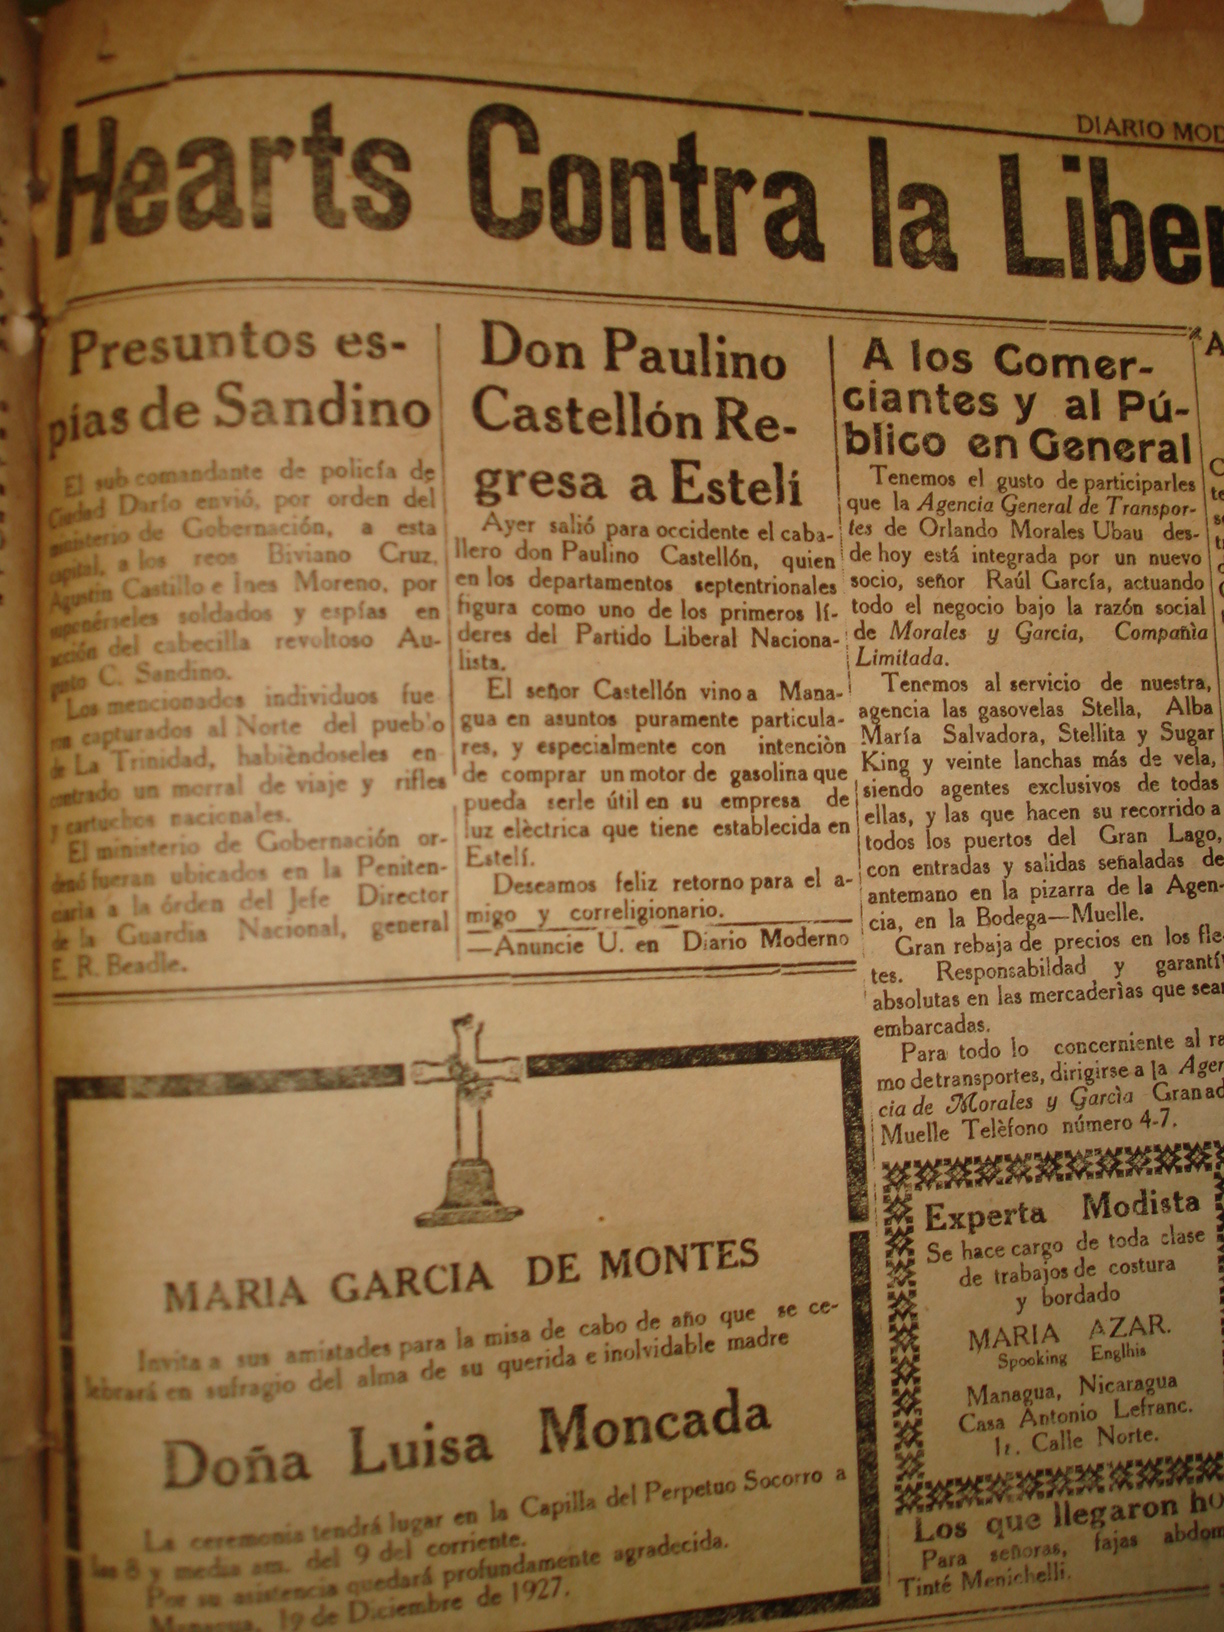 DIARIO MOD
Hearts Contra la Liber
Presuntos es-
pías de Sandino
El sub comandante de policía de
Ciudad Darío envió, por orden del
ministerio de Gobernación, a esta
capital, a los reos Biviano Cruz,
Agustín Castillo e Ines Moreno, por
suponérseles soldados y espías en
acción del cabecilla revoltoso Au-
gusto C. Sandino.
Los mencionados individuos fue
ron capturados al Norte del pueblo
de La Trinidad, habièndoseles en
contrado un morral de viaje y rifles
y cartuchos nacionales.
El ministerio de Gobernación or-
denó fueran ubicados en la Peniten-
caria a la órden del Jefe Director
de la Guardia Nacional, general
E. R. Beadle.
Don Paulino
Castellón Re-
gresa a Estelí
Ayer salió para occidente el caba-
llero don Paulino Castellón, quien
en los departamentos septentrionales
figura como uno de los primeros lí-
deres del Partido Liberal Naciona-
lista.
El señor Castellón vino a Mana-
gua en asuntos puramente particula-
res, y especialmente con intenciòn
de comprar un motor de gasolina que
pueda serle útil en su empresa de
luz elèctrica que tiene establecida en
Estelí.
Deseamos feliz retorno para el a-
migo y correligionario.
—Anuncie U. en Diario Moderno
A los Comer-
ciantes y al Pú-
blico en General
Tenemos el gusto de participarles
que la Agencia General de Transpor-
tes de Orlando Morales Ubau des-
de hoy está integrada por un nuevo
socio, señor Raúl García, actuando
todo el negocio bajo la razón social
de Morales y Garcia, Compañìa
Limitada.
Tenemos al servicio de nuestra,
agencia las gasovelas Stella, Alba
María Salvadora, Stellita y Sugar
King y veinte lanchas más de vela,
siendo agentes exclusivos de todas
ellas, y las que hacen su recorrido a
todos los puertos del Gran Lago,
con entradas y salidas señaladas de
antemano en la pizarra de la Agen-
cia, en la Bodega—Muelle.
Gran rebaja de precios en los fle-
tes. Responsabildad y garantí
absolutas en las mercaderìas que sean
embarcadas.
Para todo lo concerniente al ra
mo de transportes, dirigirse a la Agen
cia de Morales y Garcìa Granad
Muelle Telèfono número 4-7.
MARIA GARCIA DE MONTES
Invita a sus amistades para la misa de cabo de año que se ce-
lebrará en sufragio del alma de su querida e inolvidable madre
Doña Luisa Moncada
La ceremonia tendrá lugar en la Capilla del Perpetuo Socorro a
las 8 y media am. del 9 del corriente.
Por su asistencia quedará profundamente agradecida.
Managua, 19 de Diciembre de 1927.
Experta Modista
Se hace cargo de toda clase
de trabajos de costura
y bordado
MARIA AZAR.
Spooking Englhis
Managua, Nicaragua
Casa Antonio Lefranc.
1r. Calle Norte.
Los que llegaron ho
Para señoras, fajas abdom
Tinté Menichelli.